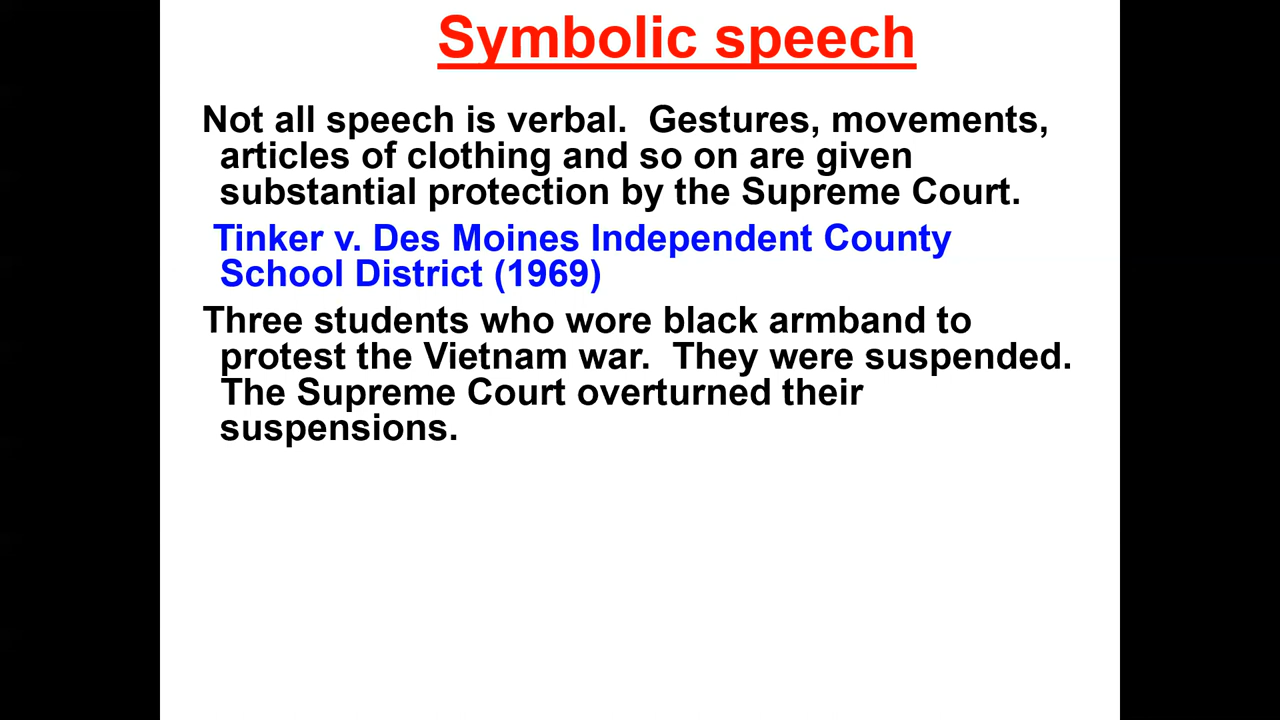 Symbolic speech
Not all speech is verbal.  Gestures, movements,
articles of clothing and so on are given
substantial protection by the Supreme Court.
Tinker v. Des Moines Independent County
School District (1969)
Three students who wore black armband to
protest the Vietnam war.  They were suspended.
The Supreme Court overturned their
suspensions.